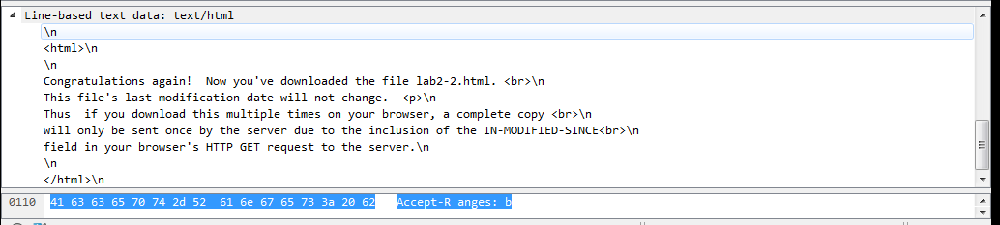 Line-based text data: text/html
\n
<html>\n
\n
Congratulations again!  Now you've downloaded the file lab2-2.html. <br>\n
This file's last modification date will not change.  <p>\n
Thus  if you download this multiple times on your browser, a complete copy <br>\n
will only be sent once by the server due to the inclusion of the IN-MODIFIED-SINCE<br>\n
field in your browser's HTTP GET request to the server.\n
\n
</html>\n
0110  41 63 63 65 70 74 2d 52  61 6e 67 65 73 3a 20 62   Accept-R anges: b